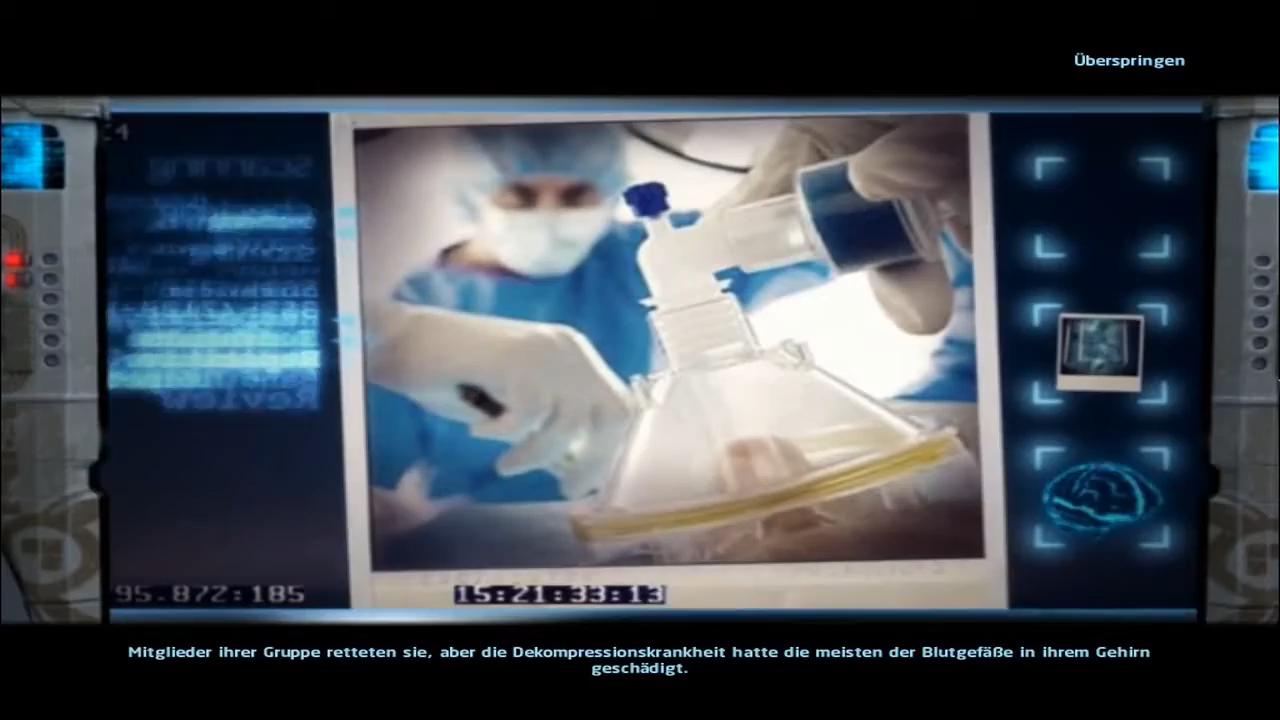 Überspringen
95.872:185
15:21:33:13
Mitglieder ihrer Gruppe retteten sie, aber die Dekompressionskrankheit hatte die meisten der Blutgefäße in ihrem Gehirn
geschädigt.